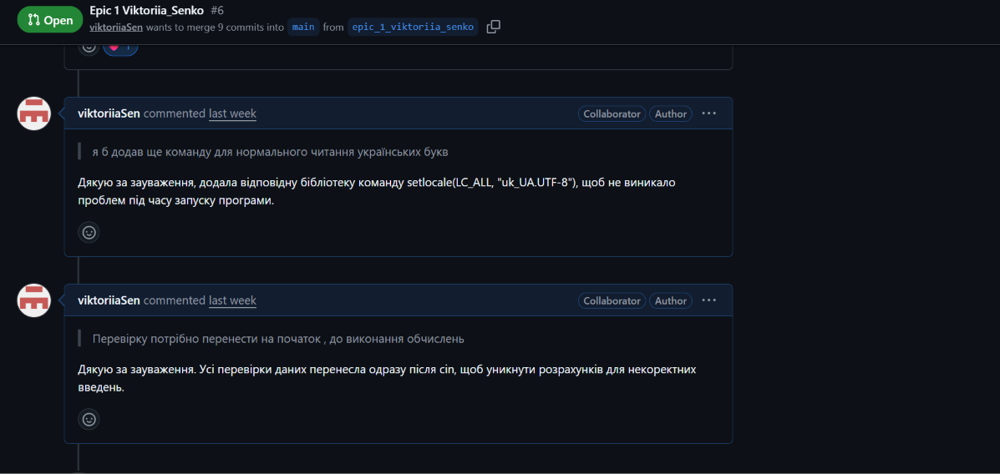 Open
Epic 1 Viktoriia_Senko #6
viktoriiaSen wants to merge 9 commits into main from epic_1_viktoriia_senko
1
viktoriiaSen commented last week Collaborator Author
я б додав ще команду для нормального читання українських букв
Дякую за зауваження, додала відповідну бібліотеку команду setlocale(LC_ALL, "uk_UA.UTF-8"), щоб не виникало
проблем під часу запуску програми.
viktoriiaSen commented last week Collaborator Author
Перевірку потрібно перенести на початок , до виконання обчислень
Дякую за зауваження. Усі перевірки даних перенесла одразу після cin, щоб уникнути розрахунків для некоректних
введень.